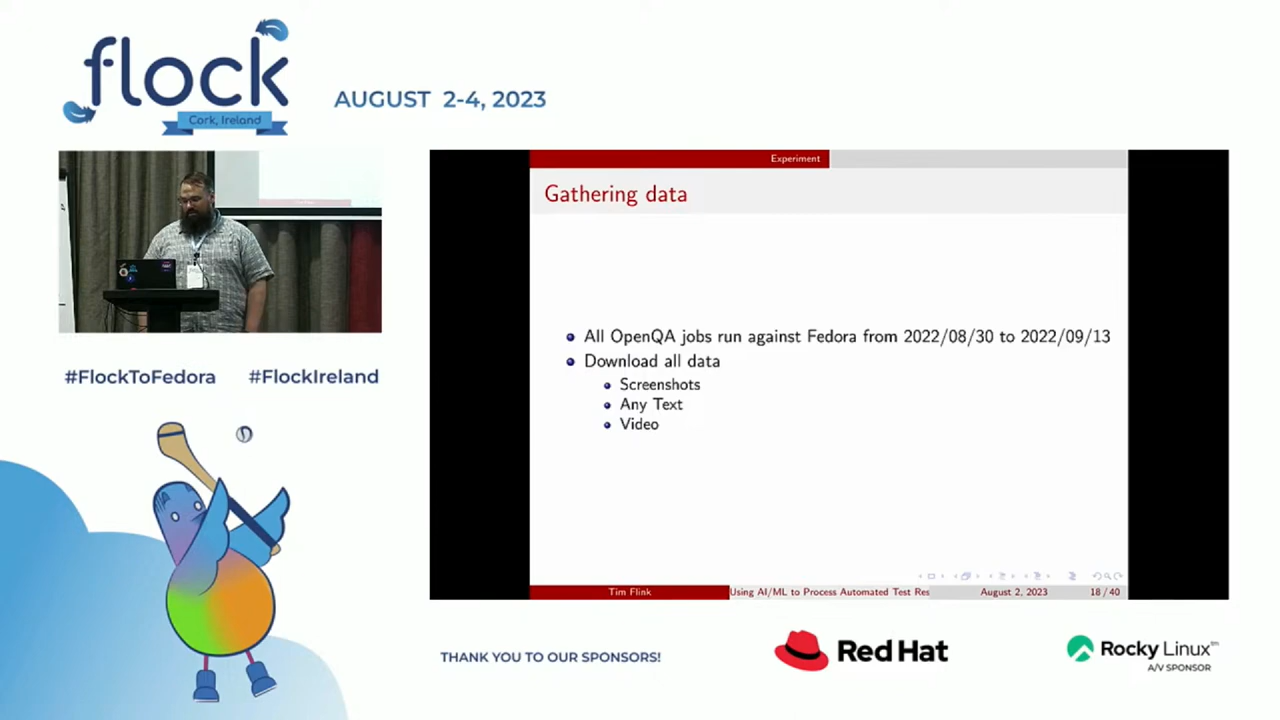 flock
Cork, Ireland
AUGUST 2-4, 2023
Experiment
Gathering data
All OpenQA jobs run against Fedora from 2022/08/30 to 2022/09/13
Download all data
Screenshots
Any Text
Video
#FlockToFedora #FlockIreland
Tim Flink Using AI/ML to Process Automated Test Res August 2, 2023 18 / 40
THANK YOU TO OUR SPONSORS!
Red Hat
Rocky Linux™
A/V SPONSOR